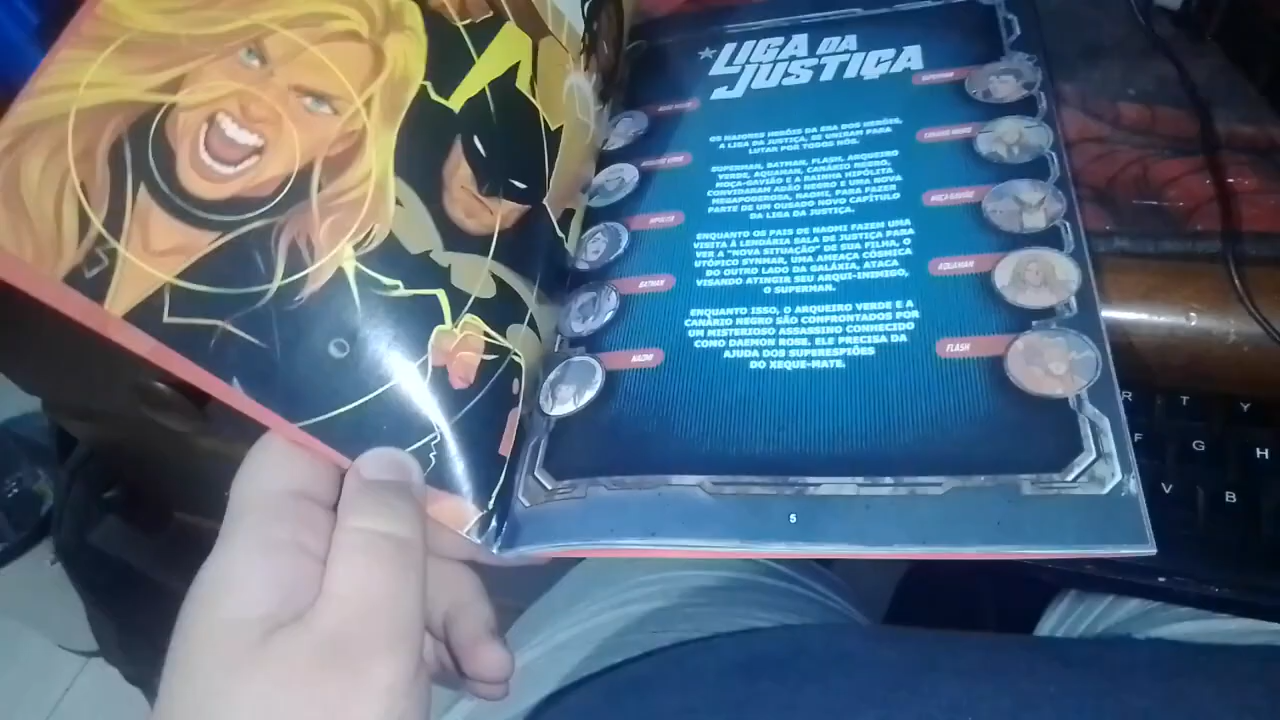 LIGA DA
JUSTIÇA
OS MAIORES HERÓIS DA ERA DOS HERÓIS,
A LIGA DA JUSTIÇA, SE UNIRAM PARA
LUTAR POR TODOS NÓS.
SUPERMAN, BATMAN, FLASH, ARQUEIRO
VERDE, AQUAMAN, CANÁRIO NEGRO,
MOÇA-GAVIÃO E A RAINHA HIPÓLITA
CONVIDARAM ADÃO NEGRO E UMA NOVA
MEGAPODEROSA, NAOMI, PARA FAZER
PARTE DE UM OUSADO NOVO CAPÍTULO
DA LIGA DA JUSTIÇA.
ENQUANTO OS PAIS DE NAOMI FAZEM UMA
VISITA À LENDÁRIA SALA DE JUSTIÇA PARA
VER A "NOVA SITUAÇÃO" DE SUA FILHA, O
UTÓPICO SYNMAR, UMA AMEAÇA CÓSMICA
DO OUTRO LADO DA GALÁXIA, ATACA
VISANDO ATINGIR SEU ARQUI-INIMIGO,
O SUPERMAN.
ENQUANTO ISSO, O ARQUEIRO VERDE E A
CANÁRIO NEGRO SÃO CONFRONTADOS POR
UM MISTERIOSO ASSASSINO CONHECIDO
COMO DAEMON ROSE. ELE PRECISA DA
AJUDA DOS SUPERESPIÕES
DO XEQUE-MATE.
HIPÓLITA
BATMAN
NAOMI
SUPERMAN
MOÇA-GAVIÃO
AQUAMAN
FLASH
5
R T Y
F G H
V B